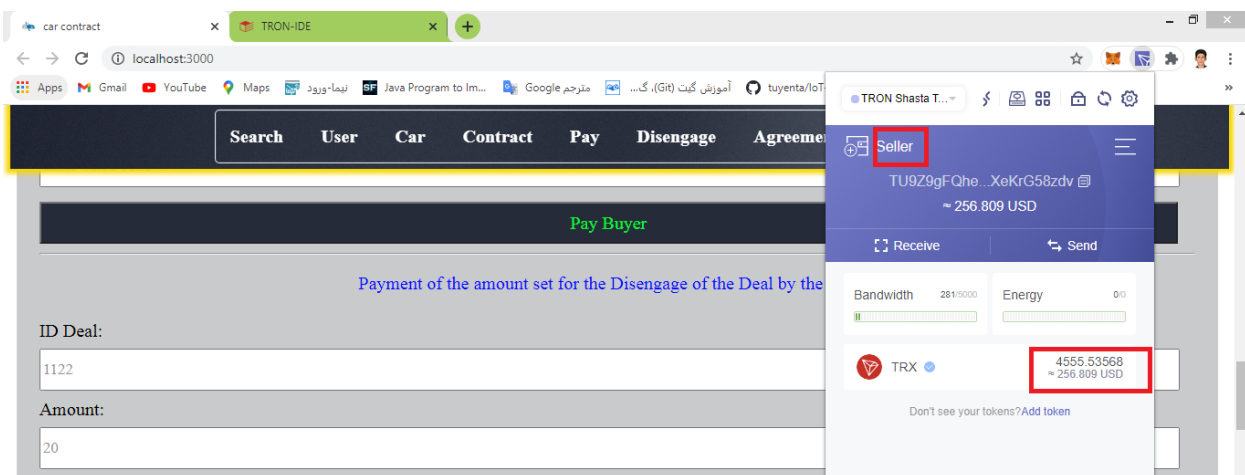 car contract
TRON-IDE
localhost:3000
Apps
Gmail
YouTube
Maps
نیما-ورود
Java Program to Im...
مترجم Google
آموزش گیت (Git)، گ...
tuyenta/IoT-
TRON Shasta T...
Search User Car Contract Pay Disengage Agreemen
Seller
TU9Z9gFQhe...XeKrG58zdv
≈ 256.809 USD
Pay Buyer
Receive
Send
Payment of the amount set for the Disengage of the Deal by the
Bandwidth 281/5000
Energy 0/0
ID Deal:
1122
TRX
4555.53568
≈ 256.809 USD
Amount:
Don't see your tokens?Add token
20